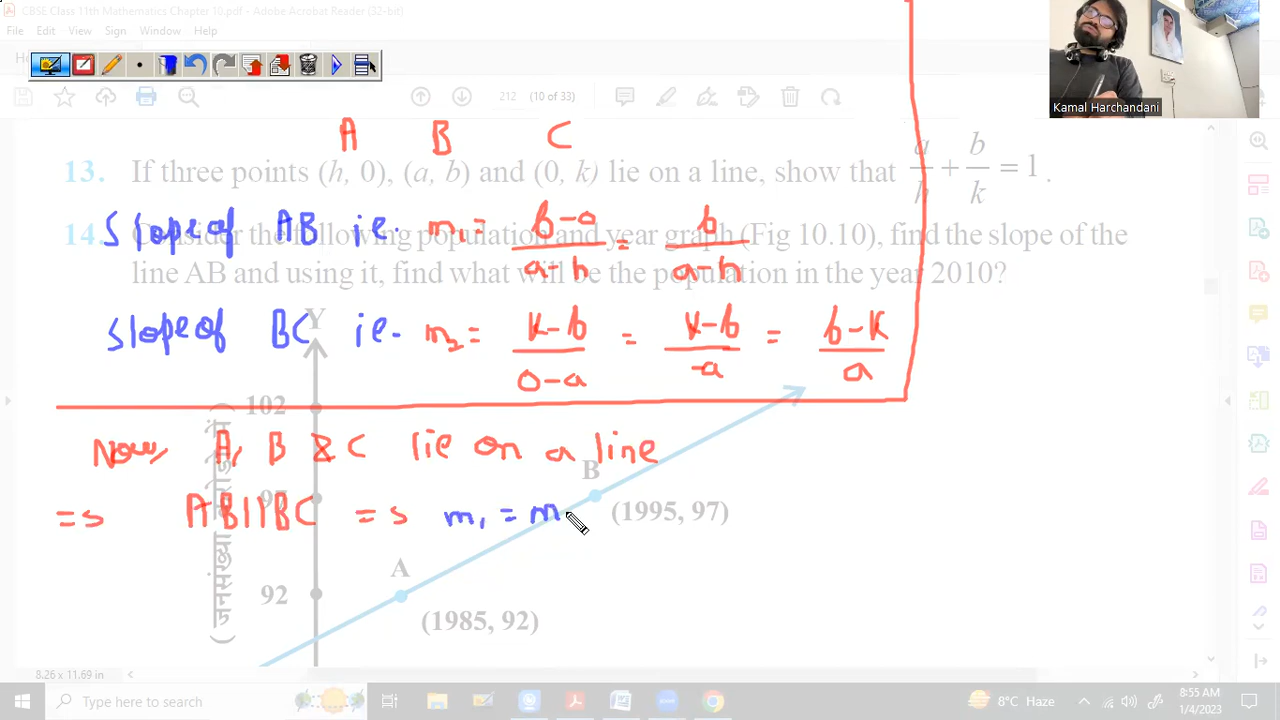 CBSE Class 11th Mathematics Chapter 10.pdf - Adobe Acrobat Reader (32-bit)
File Edit View Sign Window Help
212 (10 of 33)
Kamal Harchandani
A B C
13. If three points (h, 0), (a, b) and (0, k) lie on a line, show that a/h + b/k = 1.
Slope of AB ie. m₁ = b-o/a-h = b/a-h
14. Consider the following population and year graph (Fig 10.10), find the slope of the
line AB and using it, find what will be the population in the year 2010?
Slope of BC ie. m₂ = k-b/0-a = k-b/-a = b-k/a
Y
102
Now, A, B & C lie on a line
97
B
(1995, 97)
=> AB||BC => m₁ = m
A
92
(1985, 92)
8.26 x 11.69 in
Type here to search
8°C Haze
8:55 AM
1/4/2023